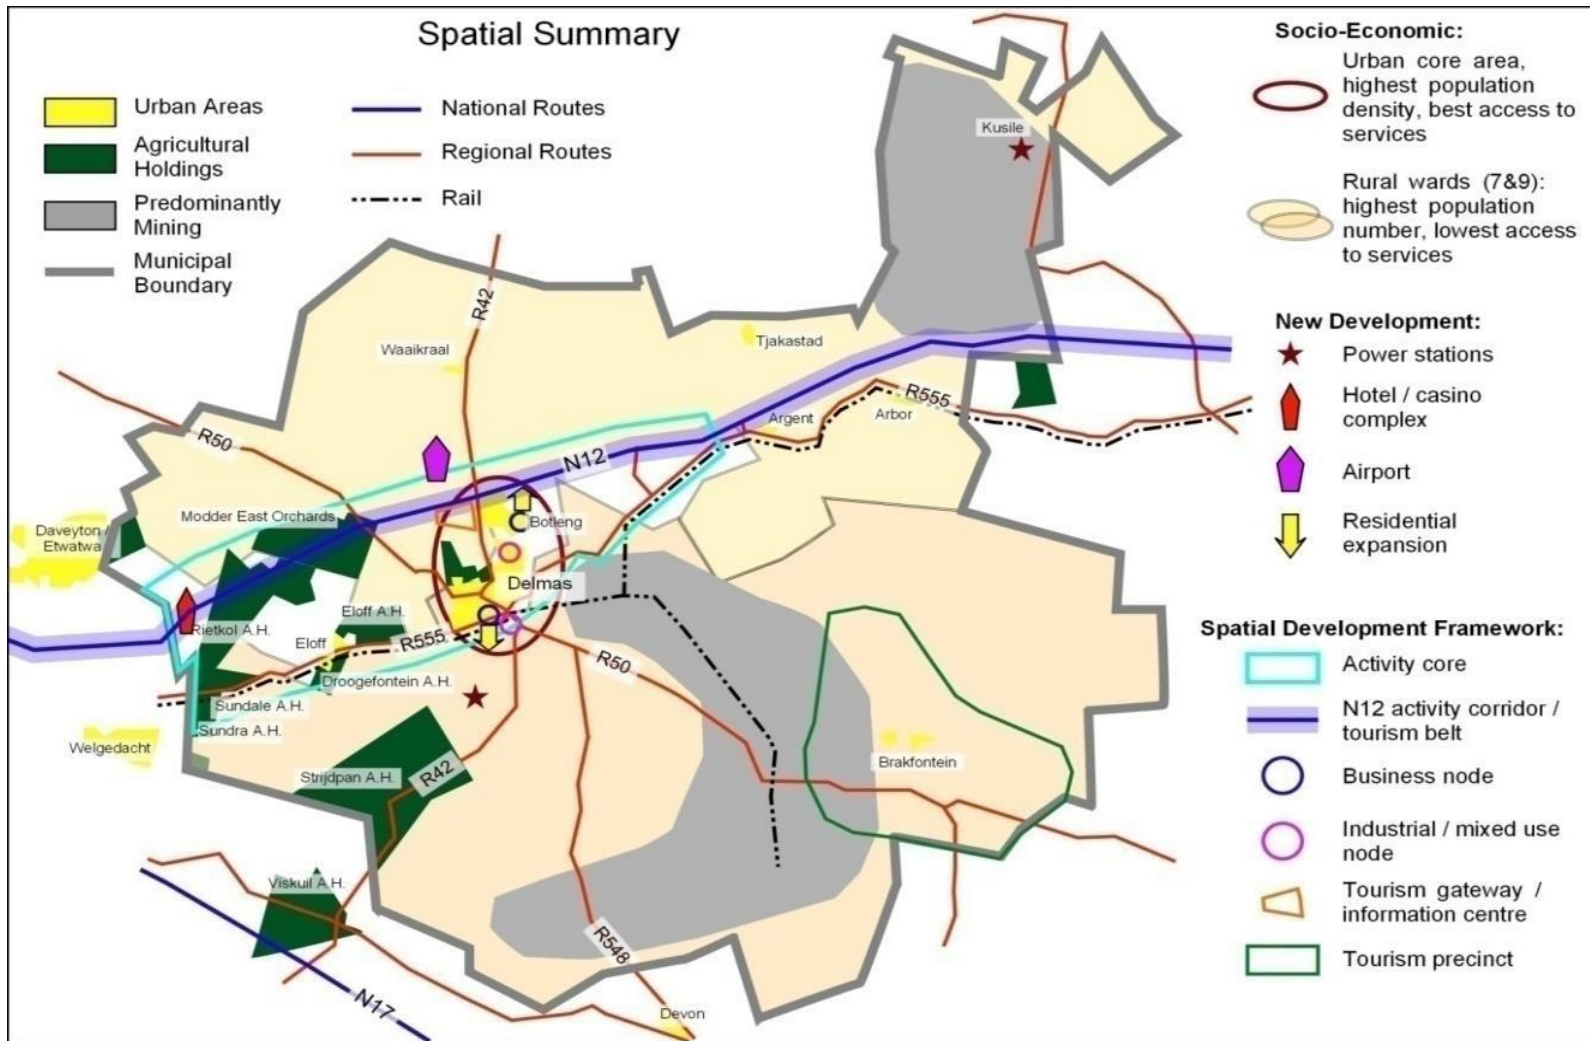 Spatial Summary
Urban Areas
Agricultural
Holdings
Predominantly
Mining
Municipal
Boundary
National Routes
Regional Routes
Rail
Socio-Economic:
Urban core area,
highest population
density, best access to
services
Rural wards (7&9):
highest population
number, lowest access
to services
New Development:
Power stations
Hotel / casino
complex
Airport
Residential
expansion
Spatial Development Framework:
Activity core
N12 activity corridor /
tourism belt
Business node
Industrial / mixed use
node
Tourism gateway /
information centre
Tourism precinct
Kusile
R42
Waaikraal
Tjakastad
R555
Argent
Arbor
R50
N12
Modder East Orchards
Botleng
Daveyton /
Etwatwa
Delmas
Eloff A.H.
Rietkol A.H.
Eloff
R555
R50
Droogefontein A.H.
Sundale A.H.
Sundra A.H.
Welgedacht
Strijdpan A.H.
R42
Brakfontein
Viskuil A.H.
R548
N17
Devon